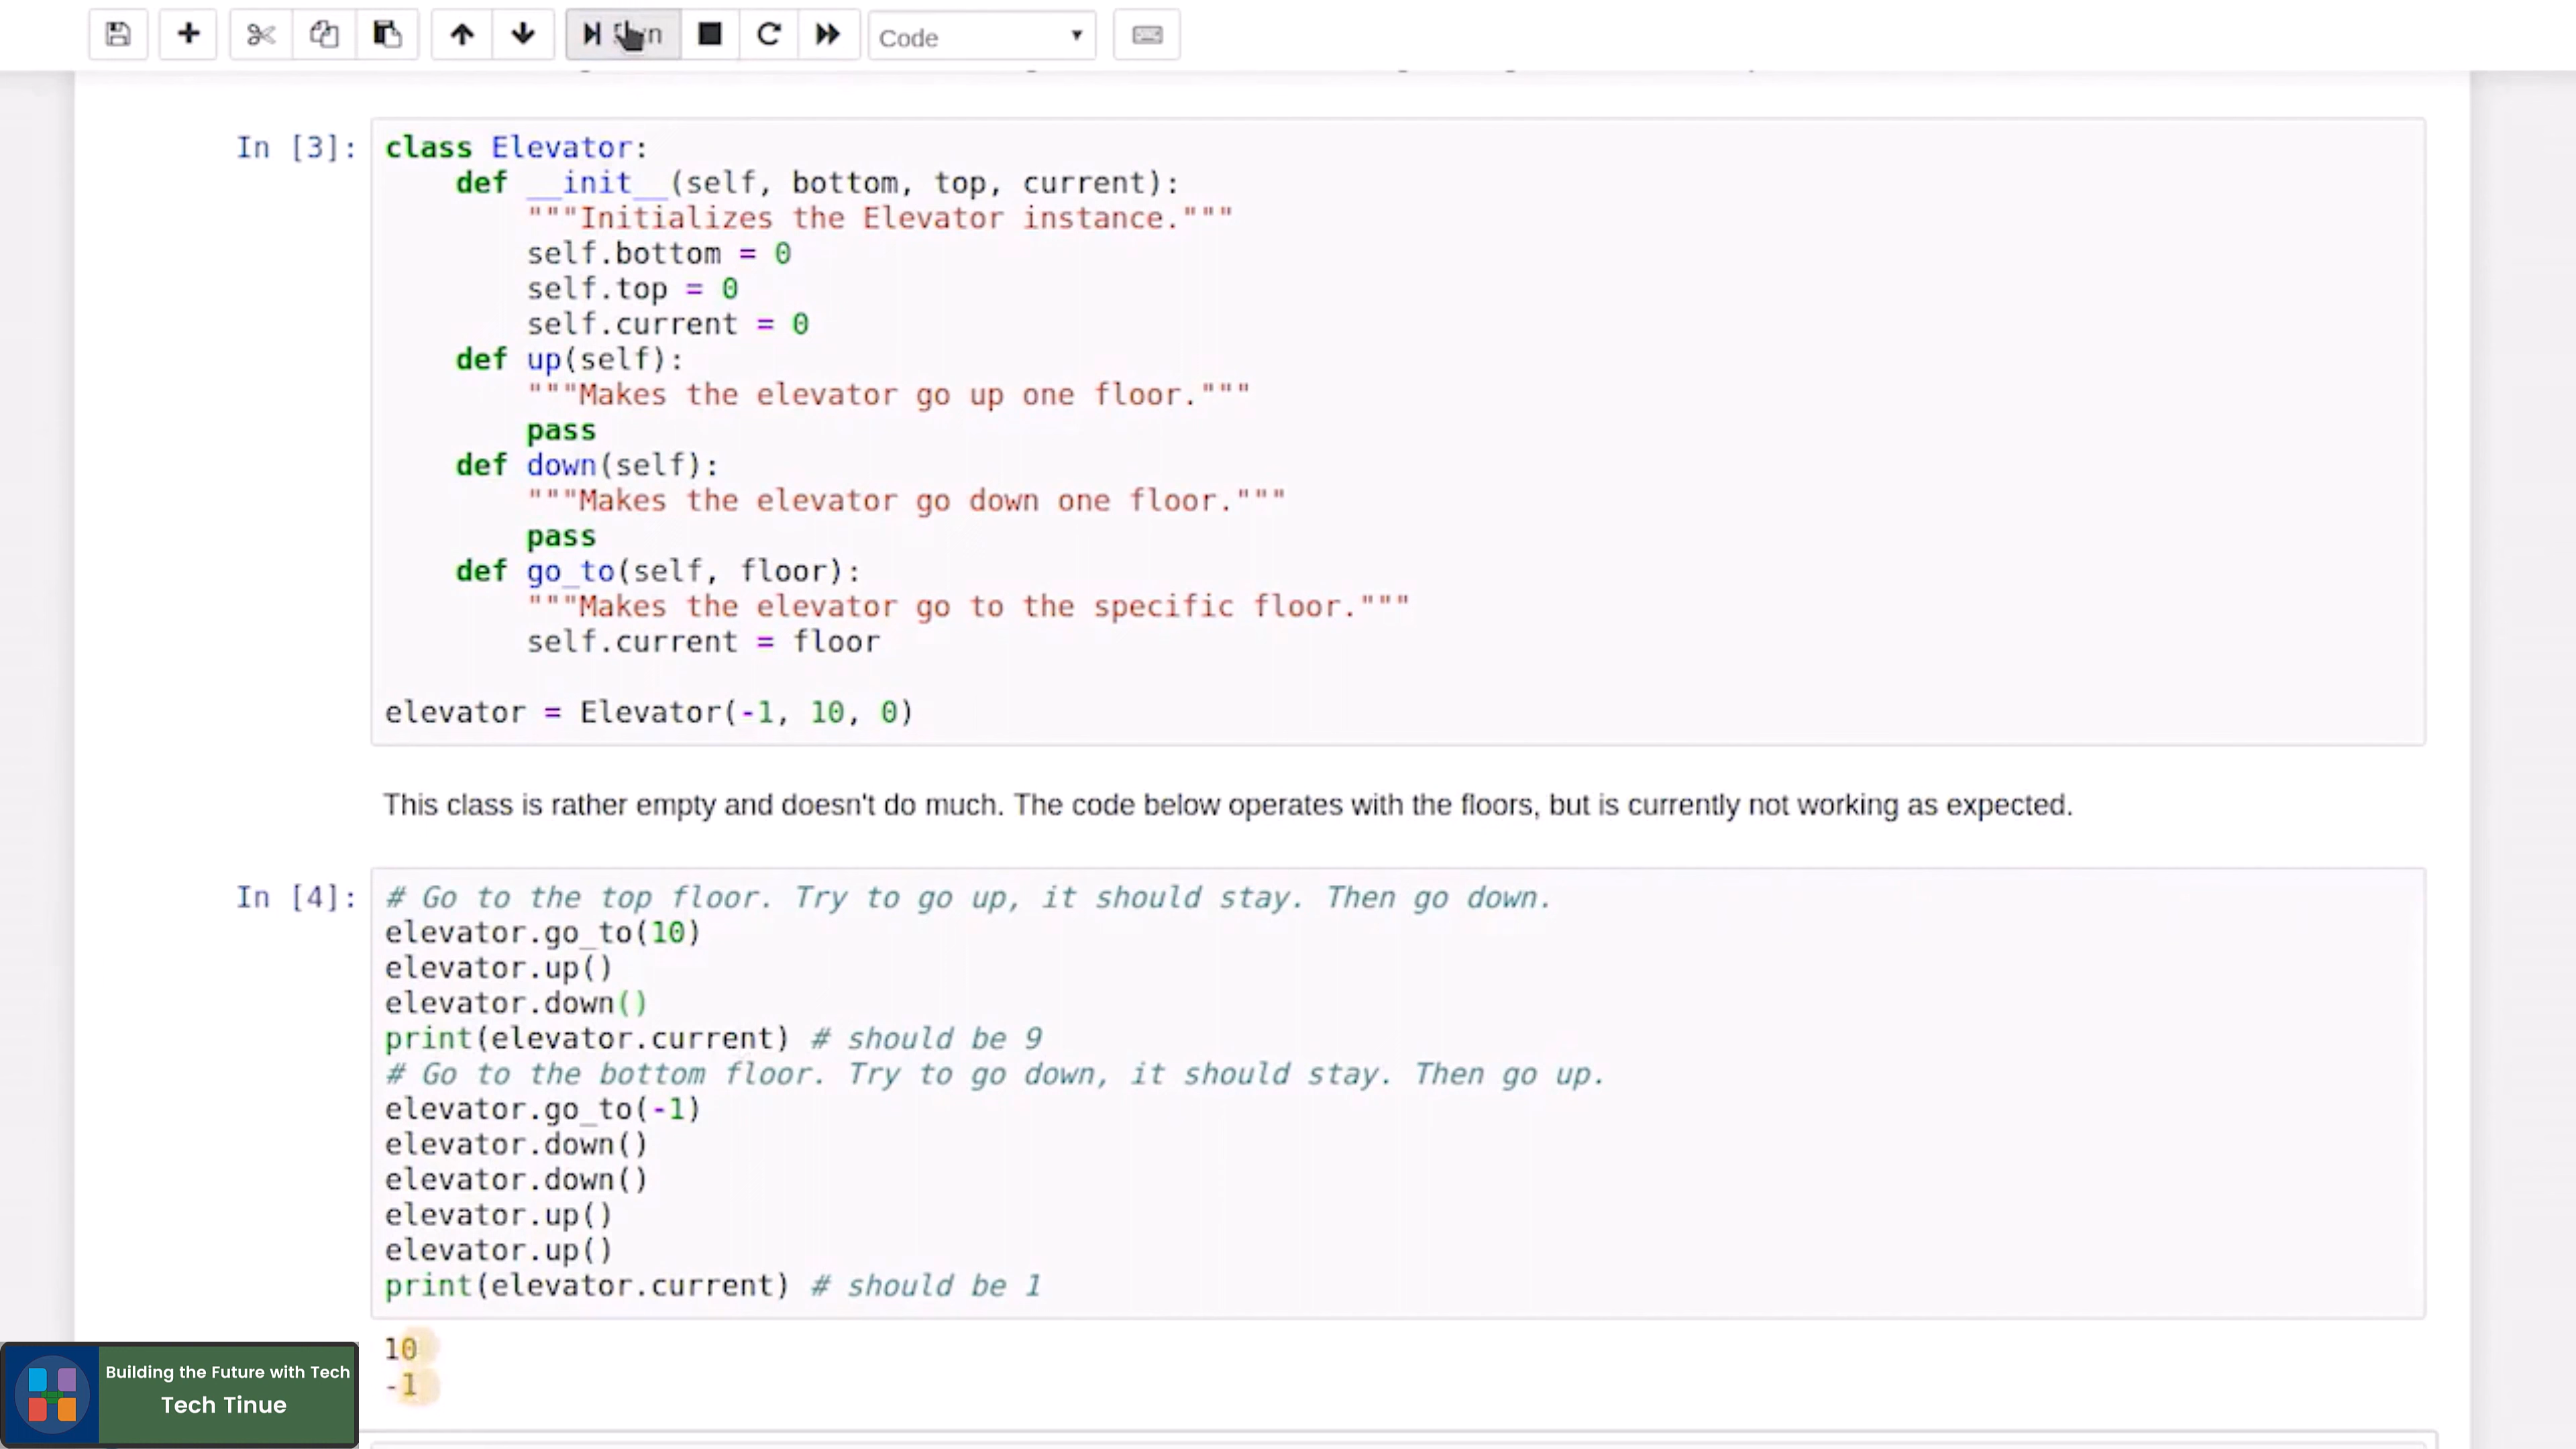 Code
In [3]:
class Elevator:
    def __init__(self, bottom, top, current):
        """Initializes the Elevator instance."""
        self.bottom = 0
        self.top = 0
        self.current = 0
    def up(self):
        """Makes the elevator go up one floor."""
        pass
    def down(self):
        """Makes the elevator go down one floor."""
        pass
    def go_to(self, floor):
        """Makes the elevator go to the specific floor."""
        self.current = floor
elevator = Elevator(-1, 10, 0)
This class is rather empty and doesn't do much. The code below operates with the floors, but is currently not working as expected.
In [4]:
# Go to the top floor. Try to go up, it should stay. Then go down.
elevator.go_to(10)
elevator.up()
elevator.down()
print(elevator.current) # should be 9
# Go to the bottom floor. Try to go down, it should stay. Then go up.
elevator.go_to(-1)
elevator.down()
elevator.down()
elevator.up()
elevator.up()
print(elevator.current) # should be 1
10
-1
Building the Future with Tech
Tech Tinue